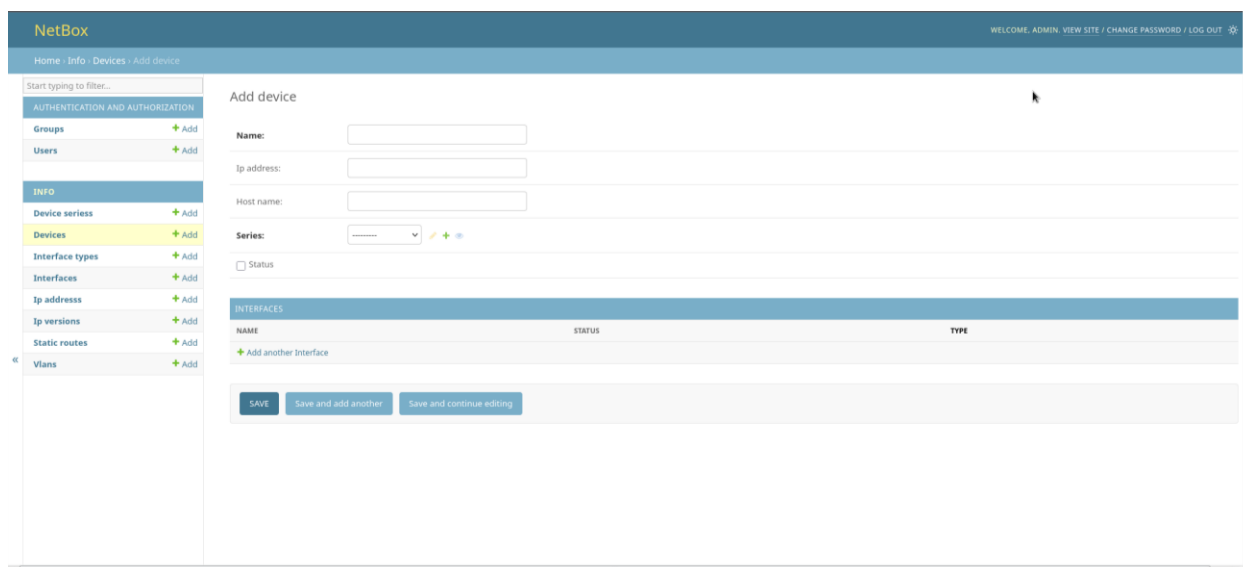 NetBox
WELCOME, ADMIN. VIEW SITE / CHANGE PASSWORD / LOG OUT
Home › Info › Devices › Add device
Start typing to filter...
AUTHENTICATION AND AUTHORIZATION
Groups + Add
Users + Add
INFO
Device seriess + Add
Devices + Add
Interface types + Add
Interfaces + Add
Ip addresss + Add
Ip versions + Add
Static routes + Add
« Vlans + Add
Add device
Name:
Ip address:
Host name:
Series: ---------
Status
INTERFACES
NAME STATUS TYPE
+ Add another Interface
SAVE Save and add another Save and continue editing